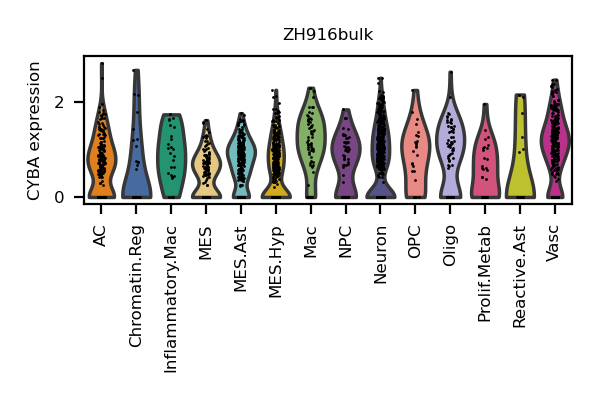 ZH916bulk
CYBA expression
2
0
AC
Chromatin.Reg
Inflammatory.Mac
MES
MES.Ast
MES.Hyp
Mac
NPC
Neuron
OPC
Oligo
Prolif.Metab
Reactive.Ast
Vasc